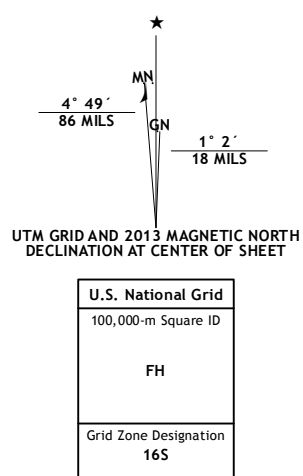 ★
MN
GN
4° 49´
86 MILS
1° 2´
18 MILS
UTM GRID AND 2013 MAGNETIC NORTH
DECLINATION AT CENTER OF SHEET
U.S. National Grid
100,000-m Square ID
FH
Grid Zone Designation
16S